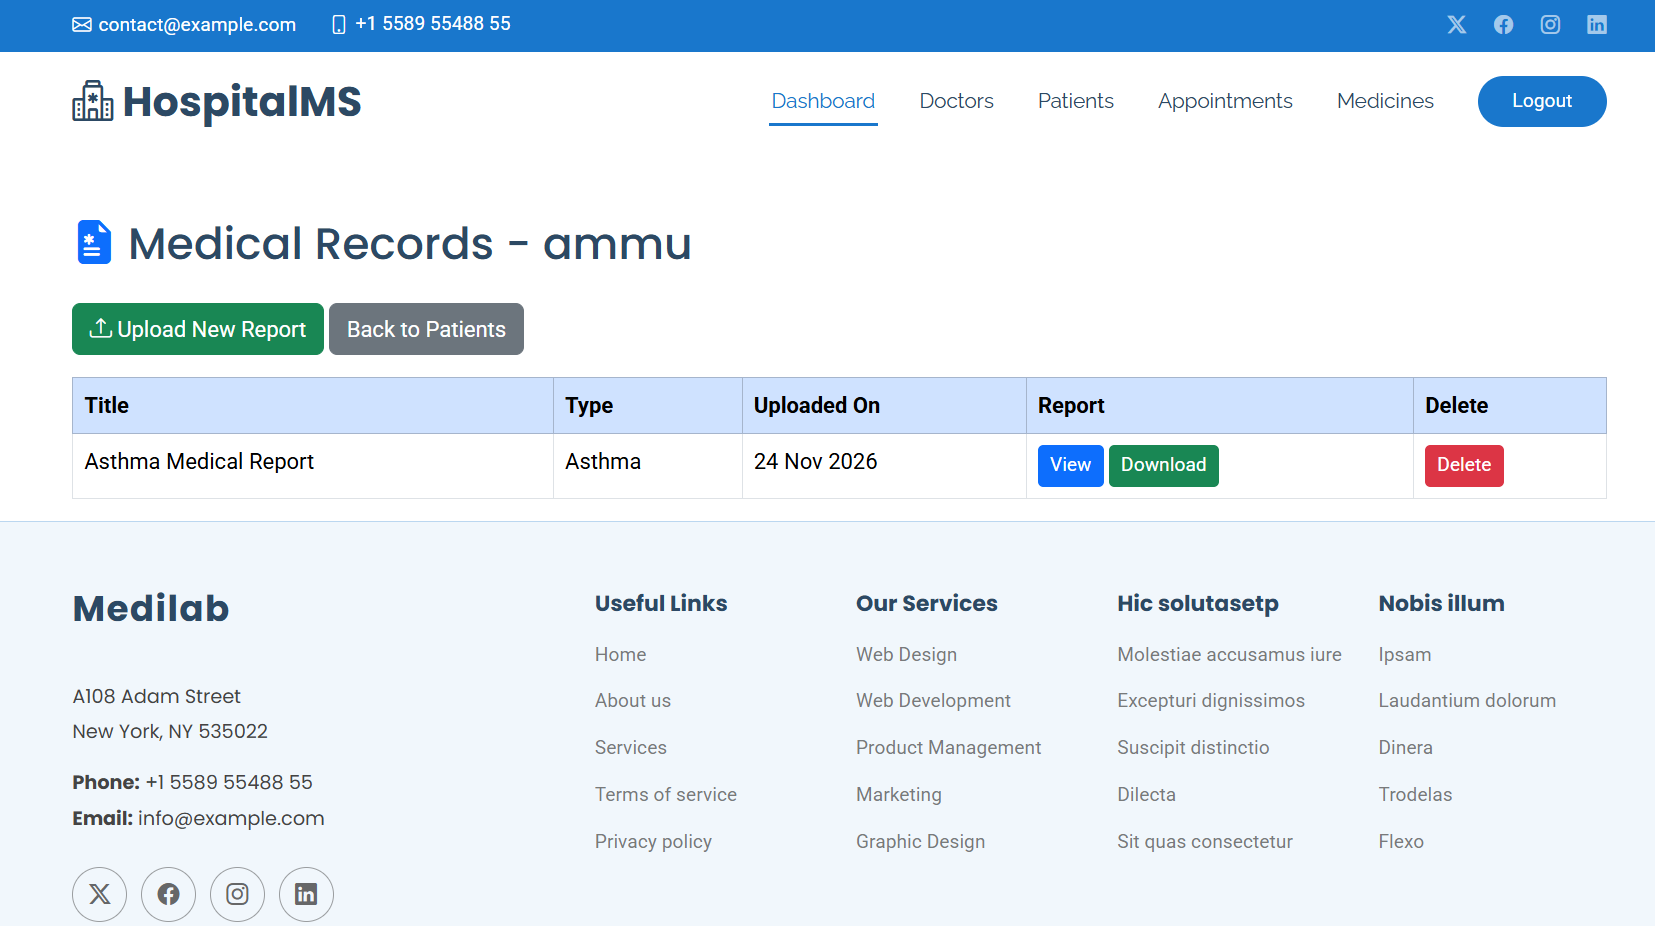 contact@example.com +1 5589 55488 55
HospitalMS Dashboard Doctors Patients Appointments Medicines Logout
Medical Records - ammu
Upload New Report Back to Patients
Title Type Uploaded On Report Delete
Asthma Medical Report Asthma 24 Nov 2026 View Download Delete
Medilab
A108 Adam Street
New York, NY 535022
Phone: +1 5589 55488 55
Email: info@example.com
Useful Links
Home
About us
Services
Terms of service
Privacy policy
Our Services
Web Design
Web Development
Product Management
Marketing
Graphic Design
Hic solutasetp
Molestiae accusamus iure
Excepturi dignissimos
Suscipit distinctio
Dilecta
Sit quas consectetur
Nobis illum
Ipsam
Laudantium dolorum
Dinera
Trodelas
Flexo